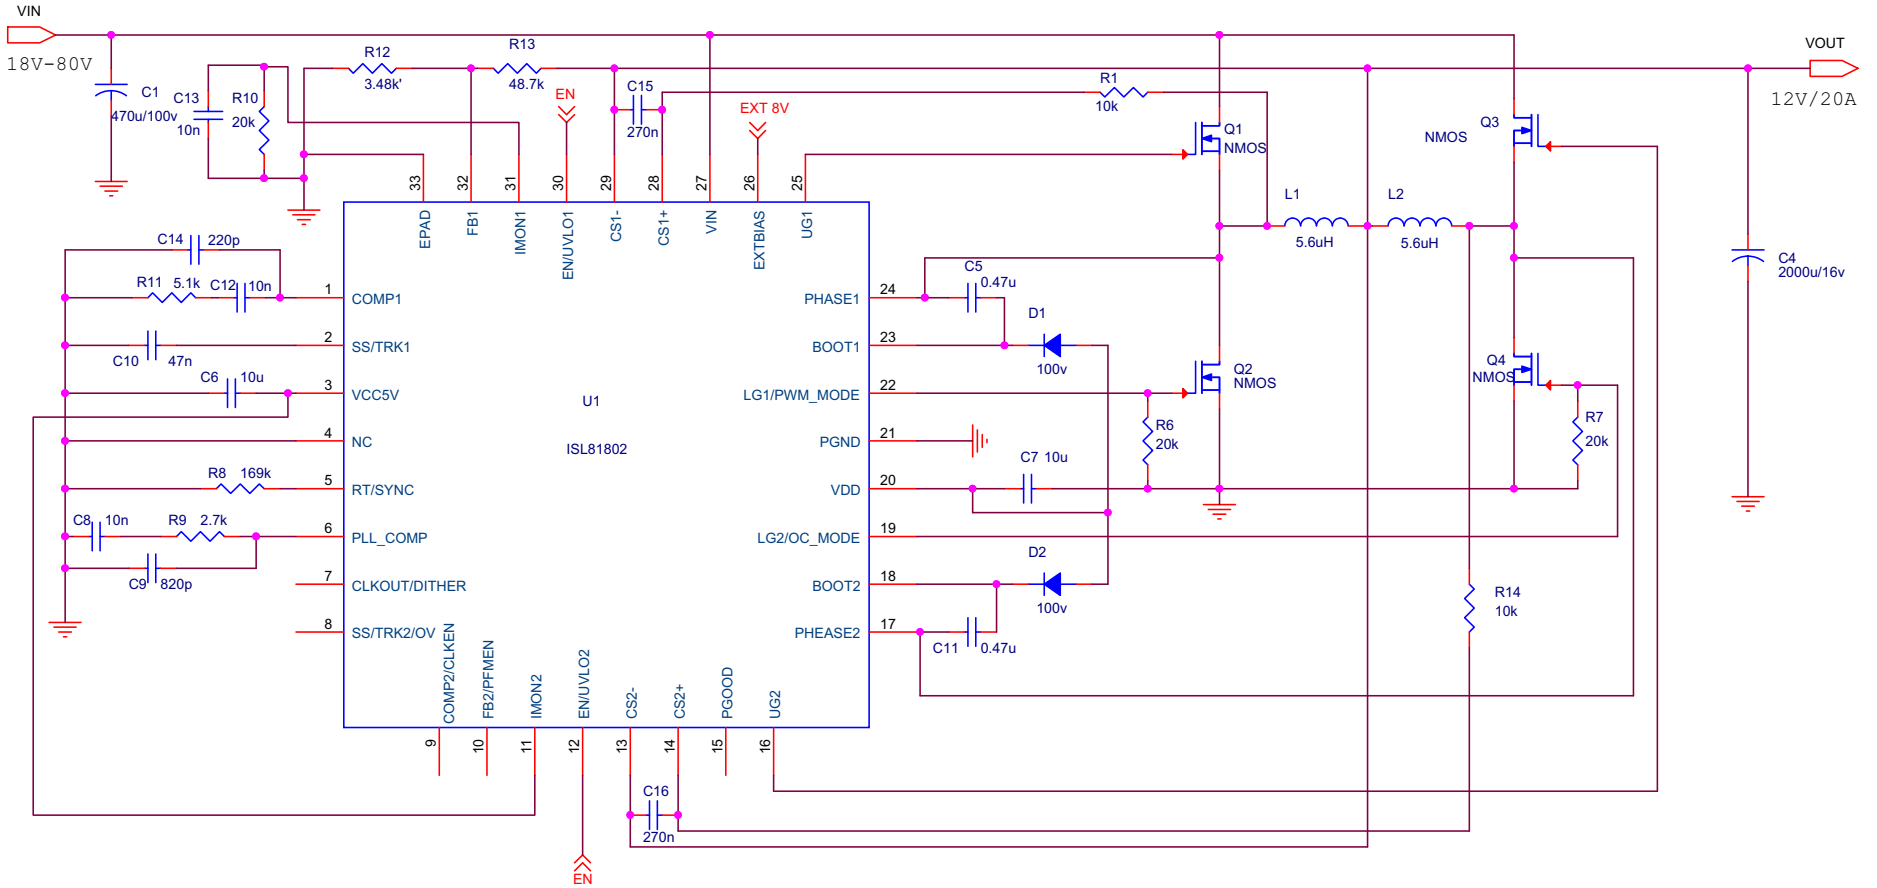 VIN
18V-80V
C1
470u/100v
C13
10n
R10
20k
R12
3.48k'
R13
48.7k
EN
C15
270n
EXT 8V
R1
10k
Q1
NMOS
Q3
NMOS
VOUT
12V/20A
33
32
31
30
29
28
27
26
25
EPAD
FB1
IMON1
EN/UVLO1
CS1-
CS1+
VIN
EXTBIAS
UG1
L1
5.6uH
L2
5.6uH
C4
2000u/16v
C14
220p
R11
5.1k
C12
10n
1
COMP1
2
SS/TRK1
C10
47n
C6
10u
3
VCC5V
4
NC
R8
169k
5
RT/SYNC
C8
10n
R9
2.7k
6
PLL_COMP
C9
820p
7
CLKOUT/DITHER
8
SS/TRK2/OV
U1
ISL81802
PHASE1
24
C5
0.47u
BOOT1
23
D1
100v
LG1/PWM_MODE
22
Q2
NMOS
Q4
NMOS
R6
20k
R7
20k
PGND
21
C7
10u
VDD
20
LG2/OC_MODE
19
BOOT2
18
D2
100v
PHEASE2
17
C11
0.47u
R14
10k
COMP2/CLKEN
FB2/PFMEN
IMON2
EN/UVLO2
CS2-
CS2+
PGOOD
UG2
9
10
11
12
13
14
15
16
C16
270n
EN